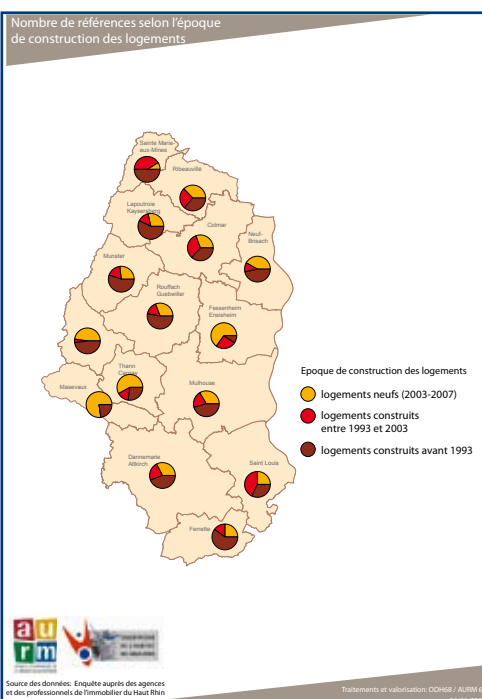 Nombre de références selon l'époque
de construction des logements
Sainte Marie-
aux-Mines
Ribeauvillé
Lapoutroie
Kaysersberg
Colmar
Neuf-
Brisach
Munster
Rouffach
Guebwiller
Fessenheim
Ensisheim
Thann
Cernay
Masevaux
Mulhouse
Dannemarie
Altkirch
Saint Louis
Ferrette
Epoque de construction des logements
logements neufs (2003-2007)
logements construits
entre 1993 et 2003
logements construits avant 1993
au
rm
Source des données: Enquête auprès des agences
et des professionnels de l'immobilier du Haut Rhin
Traitements et valorisation: ODH68 / AURM 6